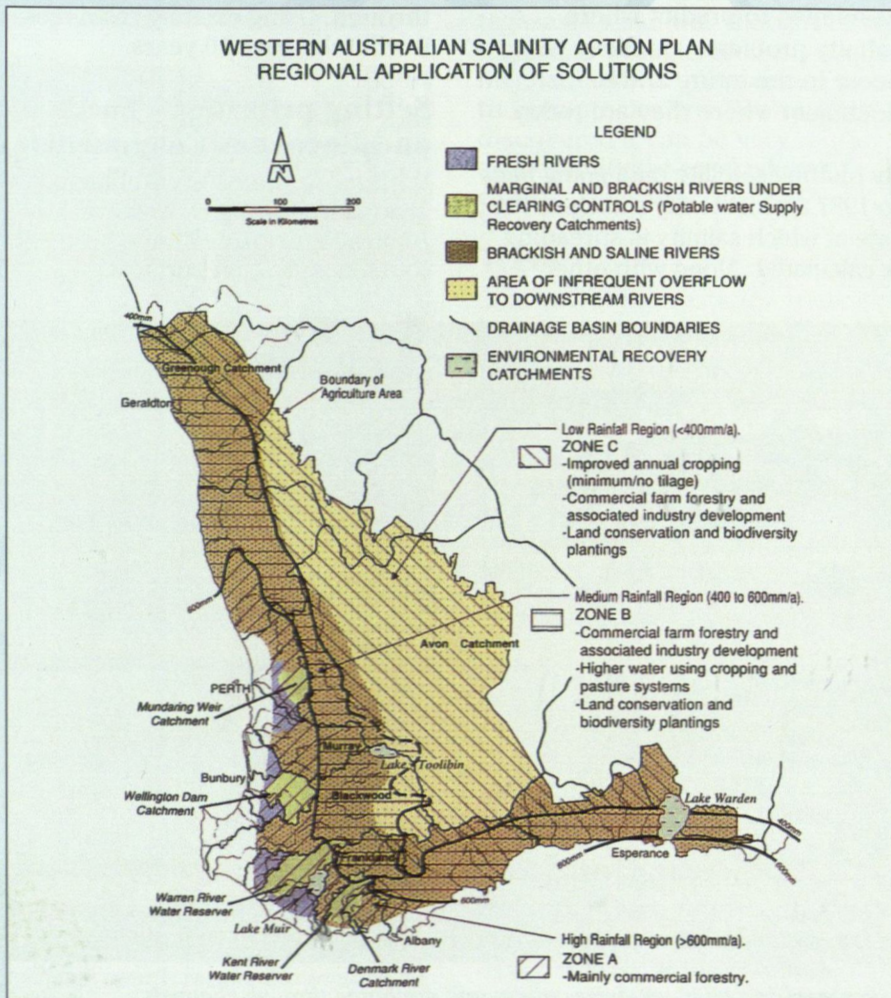 WESTERN AUSTRALIAN SALINITY ACTION PLAN
REGIONAL APPLICATION OF SOLUTIONS
N
0 100 200
Scale in Kilometres
LEGEND
FRESH RIVERS
MARGINAL AND BRACKISH RIVERS UNDER
CLEARING CONTROLS (Potable water Supply
Recovery Catchments)
BRACKISH AND SALINE RIVERS
AREA OF INFREQUENT OVERFLOW
TO DOWNSTREAM RIVERS
DRAINAGE BASIN BOUNDARIES
ENVIRONMENTAL RECOVERY
CATCHMENTS
400mm
Greenough Catchment
Geraldton
Boundary of
Agriculture Area
Low Rainfall Region (<400mm/a).
ZONE C
-Improved annual cropping
(minimum/no tilage)
-Commercial farm forestry and
associated industry development
-Land conservation and biodiversity
plantings
600mm
Medium Rainfall Region (400 to 600mm/a).
ZONE B
-Commercial farm forestry and
associated industry development
-Higher water using cropping and
pasture systems
-Land conservation and
biodiversity plantings
Avon Catchment
PERTH
Mundaring Weir
Catchment
Murray
Lake Toolibin
Bunbury
Blackwood
Wellington Dam
Catchment
Lake Warden
400mm
Frankland
600mm
Esperance
600mm
Warren River
Water Reserver
600mm
Lake Muir
Albany
Kent River
Water Reserver
Denmark River
Catchment
High Rainfall Region (>600mm/a).
ZONE A
-Mainly commercial forestry.